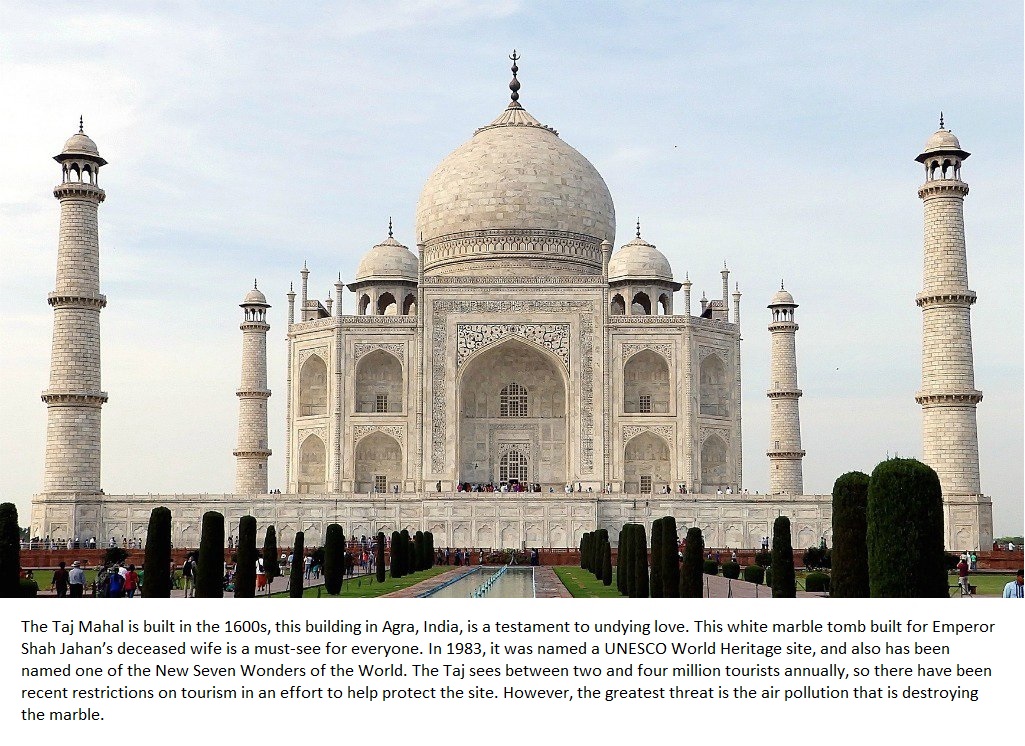 The Taj Mahal is built in the 1600s, this building in Agra, India, is a testament to undying love. This white marble tomb built for Emperor
Shah Jahan’s deceased wife is a must-see for everyone. In 1983, it was named a UNESCO World Heritage site, and also has been
named one of the New Seven Wonders of the World. The Taj sees between two and four million tourists annually, so there have been
recent restrictions on tourism in an effort to help protect the site. However, the greatest threat is the air pollution that is destroying
the marble.